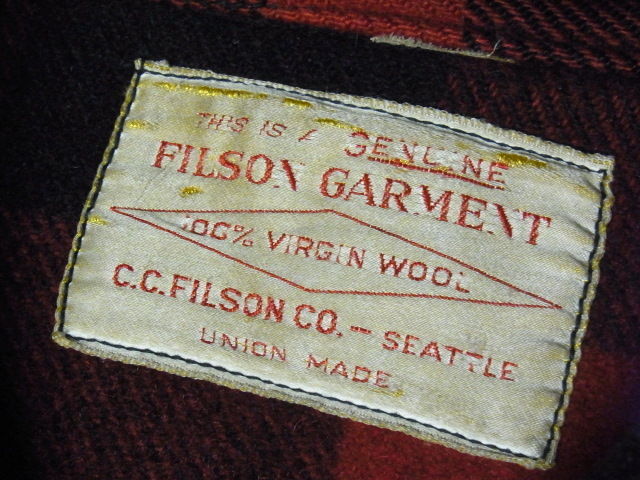 THIS IS A GENUINE
FILSON GARMENT
100% VIRGIN WOOL
C.C.FILSON CO. — SEATTLE
UNION MADE